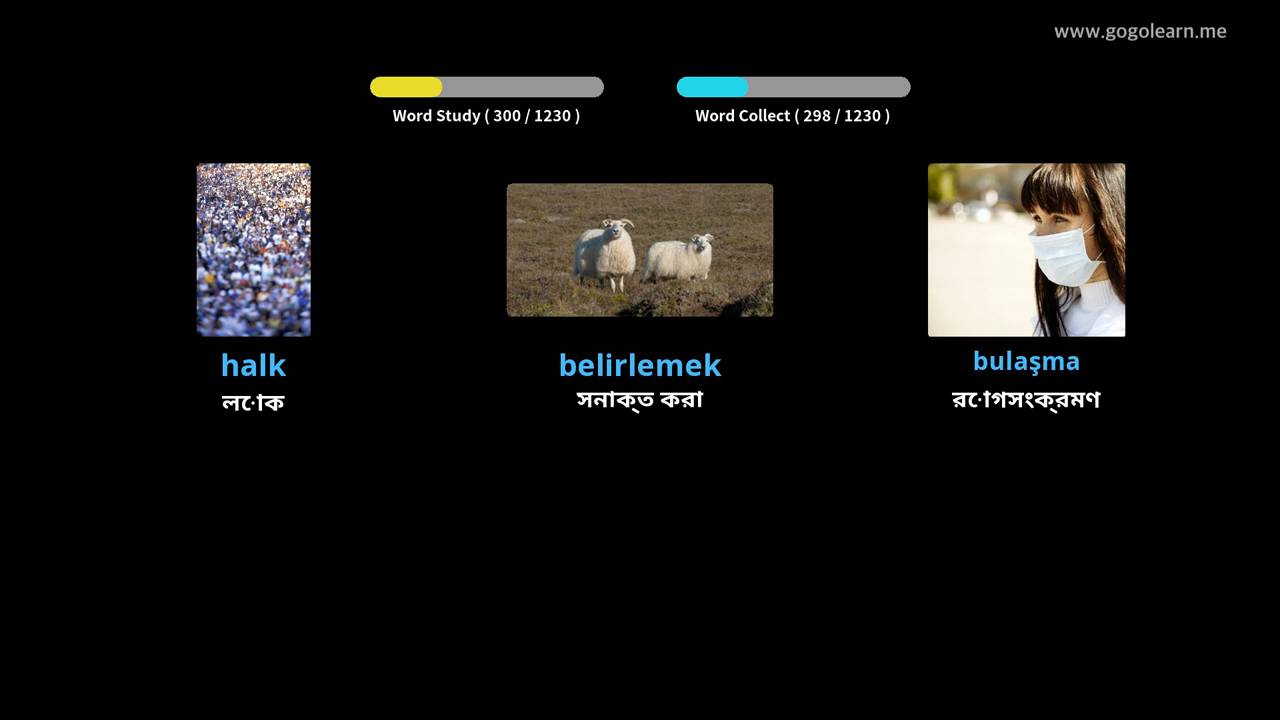 www.gogolearn.me
Word Study ( 300 / 1230 )
Word Collect ( 298 / 1230 )
halk
belirlemek
bulaşma
লোক
সনাক্ত করা
রোগসংক্রমণ